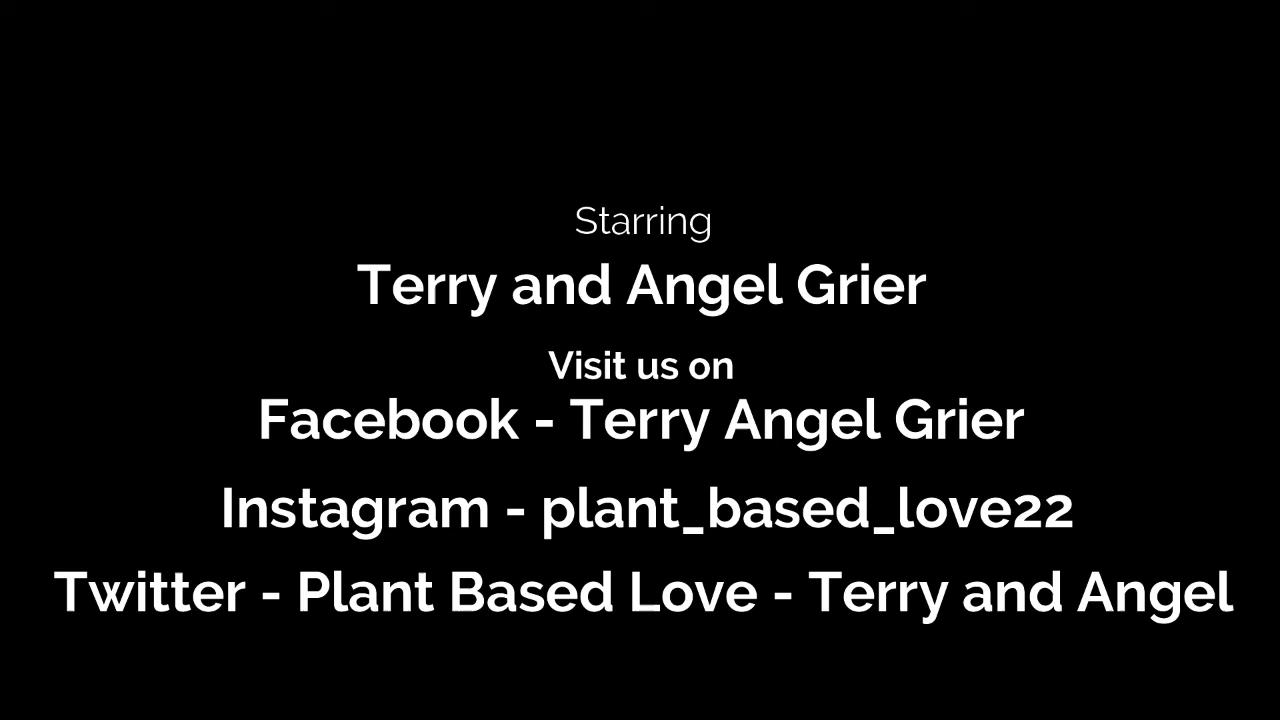 Starring
Terry and Angel Grier
Visit us on
Facebook - Terry Angel Grier
Instagram - plant_based_love22
Twitter - Plant Based Love - Terry and Angel